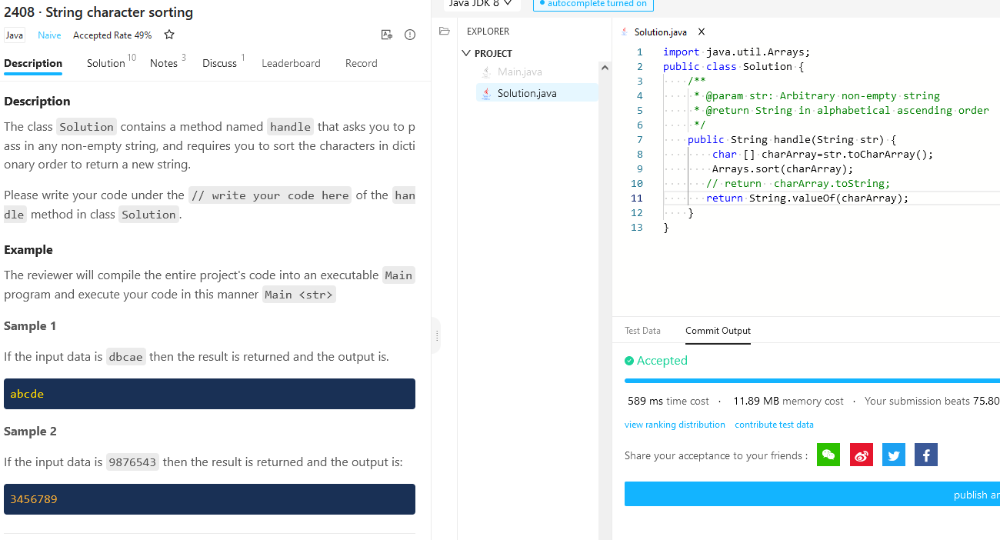 2408 · String character sorting
Java Naive Accepted Rate 49%
Description Solution 10 Notes 3 Discuss 1 Leaderboard Record
Description
The class Solution contains a method named handle that asks you to p
ass in any non-empty string, and requires you to sort the characters in dicti
onary order to return a new string.
Please write your code under the // write your code here of the han
dle method in class Solution.
Example
The reviewer will compile the entire project's code into an executable Main
program and execute your code in this manner Main <str>
Sample 1
If the input data is dbcae then the result is returned and the output is.
abcde
Sample 2
If the input data is 9876543 then the result is returned and the output is:
3456789
Java JDK 8 autocomplete turned on
EXPLORER
PROJECT
Main.java
Solution.java
Solution.java X
1 import java.util.Arrays;
2 public class Solution {
3 /**
4 * @param str: Arbitrary non-empty string
5 * @return String in alphabetical ascending order
6 */
7 public String handle(String str) {
8 char [] charArray=str.toCharArray();
9 Arrays.sort(charArray);
10 // return  charArray.toString;
11 return String.valueOf(charArray);
12 }
13 }
Test Data Commit Output
Accepted
589 ms time cost · 11.89 MB memory cost · Your submission beats 75.80
view ranking distribution contribute test data
Share your acceptance to your friends :
publish an